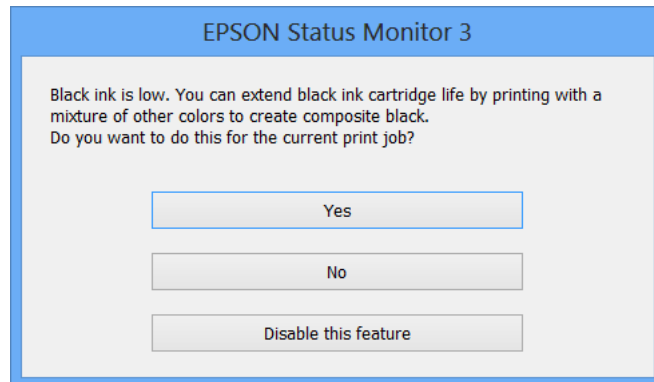 EPSON Status Monitor 3
Black ink is low. You can extend black ink cartridge life by printing with a
mixture of other colors to create composite black.
Do you want to do this for the current print job?
Yes
No
Disable this feature